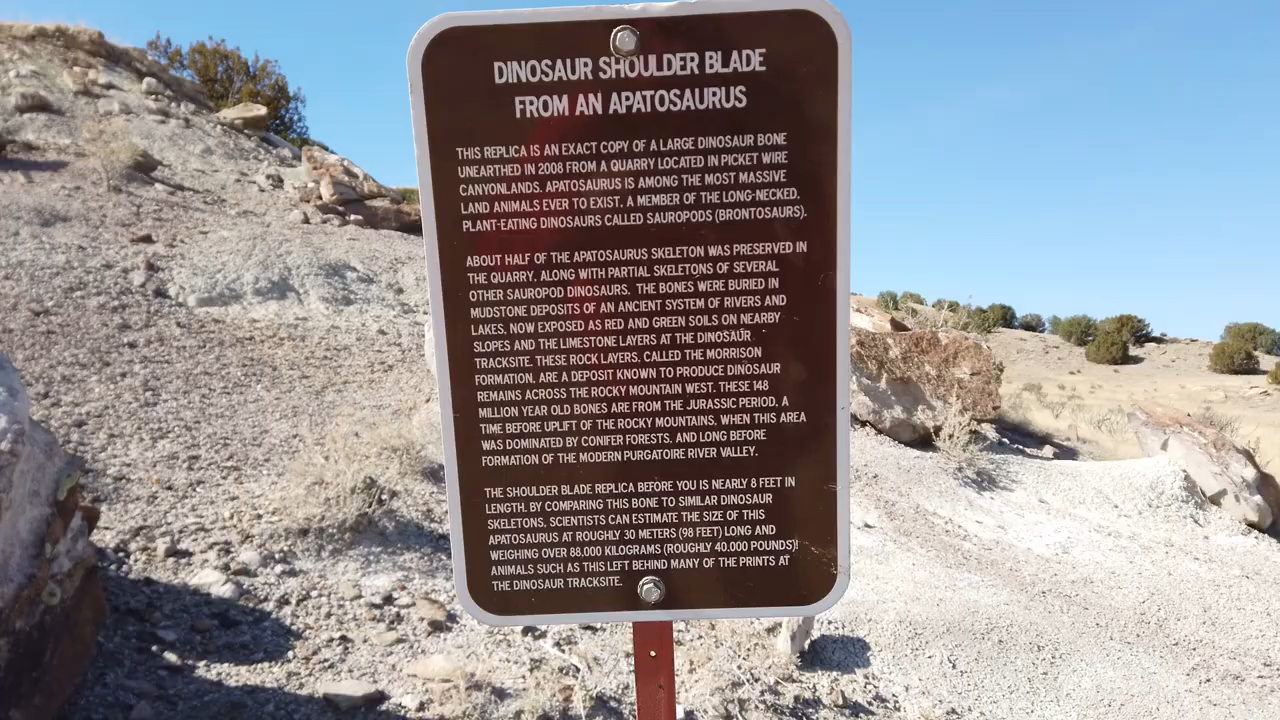 DINOSAUR SHOULDER BLADE
FROM AN APATOSAURUS
THIS REPLICA IS AN EXACT COPY OF A LARGE DINOSAUR BONE
UNEARTHED IN 2008 FROM A QUARRY LOCATED IN PICKET WIRE
CANYONLANDS. APATOSAURUS IS AMONG THE MOST MASSIVE
LAND ANIMALS EVER TO EXIST. A MEMBER OF THE LONG-NECKED,
PLANT-EATING DINOSAURS CALLED SAUROPODS (BRONTOSAURS).
ABOUT HALF OF THE APATOSAURUS SKELETON WAS PRESERVED IN
THE QUARRY, ALONG WITH PARTIAL SKELETONS OF SEVERAL
OTHER SAUROPOD DINOSAURS. THE BONES WERE BURIED IN
MUDSTONE DEPOSITS OF AN ANCIENT SYSTEM OF RIVERS AND
LAKES, NOW EXPOSED AS RED AND GREEN SOILS ON NEARBY
SLOPES AND THE LIMESTONE LAYERS AT THE DINOSAUR
TRACKSITE. THESE ROCK LAYERS, CALLED THE MORRISON
FORMATION, ARE A DEPOSIT KNOWN TO PRODUCE DINOSAUR
REMAINS ACROSS THE ROCKY MOUNTAIN WEST. THESE 148
MILLION YEAR OLD BONES ARE FROM THE JURASSIC PERIOD, A
TIME BEFORE UPLIFT OF THE ROCKY MOUNTAINS, WHEN THIS AREA
WAS DOMINATED BY CONIFER FORESTS, AND LONG BEFORE
FORMATION OF THE MODERN PURGATOIRE RIVER VALLEY.
THE SHOULDER BLADE REPLICA BEFORE YOU IS NEARLY 8 FEET IN
LENGTH. BY COMPARING THIS BONE TO SIMILAR DINOSAUR
SKELETONS, SCIENTISTS CAN ESTIMATE THE SIZE OF THIS
APATOSAURUS AT ROUGHLY 30 METERS (98 FEET) LONG AND
WEIGHING OVER 88,000 KILOGRAMS (ROUGHLY 40,000 POUNDS)!
ANIMALS SUCH AS THIS LEFT BEHIND MANY OF THE PRINTS AT
THE DINOSAUR TRACKSITE.